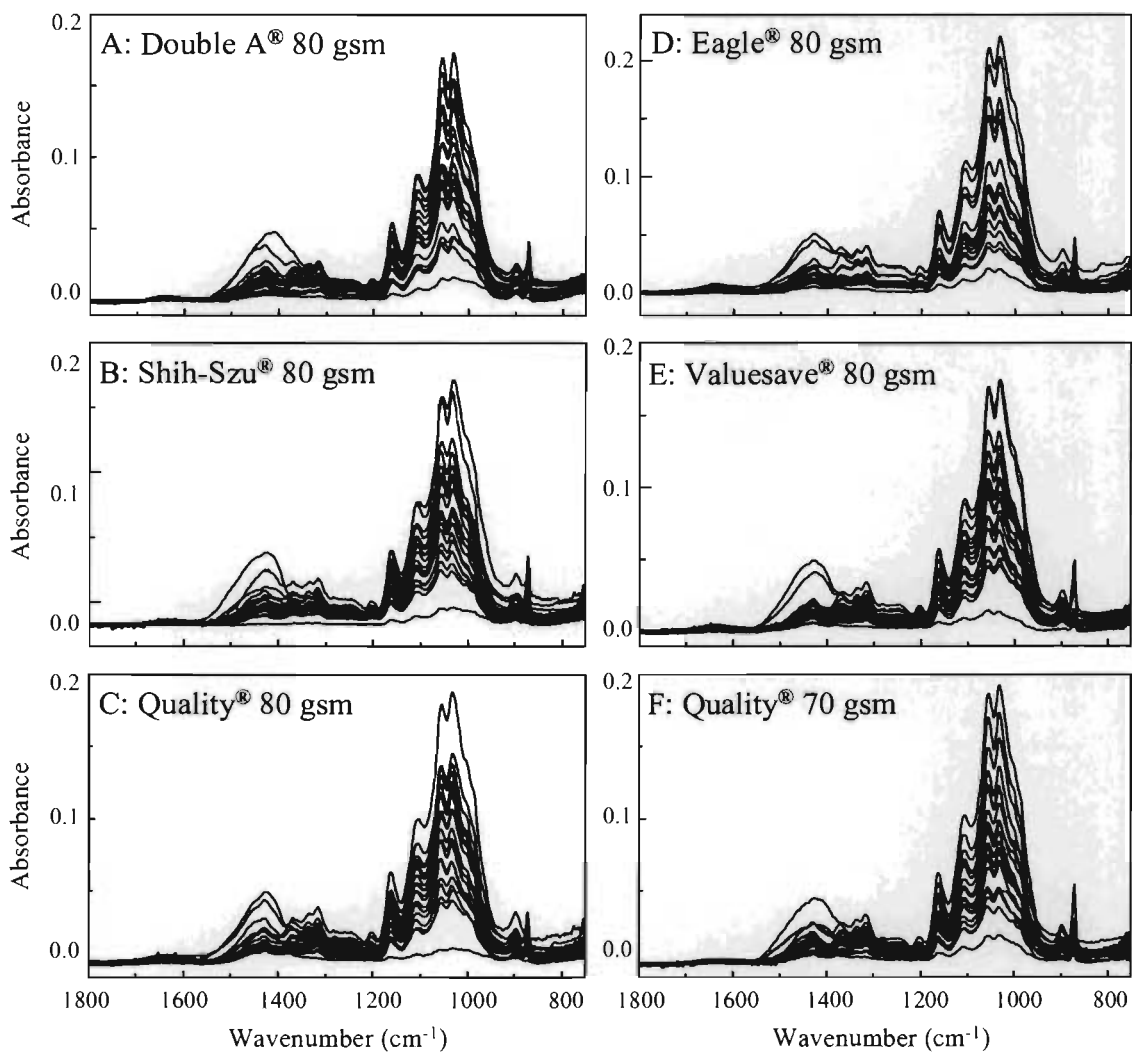 A: Double A® 80 gsm
0.2
0.1
0.0
Absorbance
D: Eagle® 80 gsm
0.2
0.1
0.0
Absorbance
B: Shih-Szu® 80 gsm
0.2
0.1
0.0
Absorbance
E: Valuesave® 80 gsm
0.2
0.1
0.0
Absorbance
C: Quality® 80 gsm
0.2
0.1
0.0
Absorbance
1800 1600 1400 1200 1000 800
Wavenumber (cm⁻¹)
F: Quality® 70 gsm
0.2
0.1
0.0
Absorbance
1800 1600 1400 1200 1000 800
Wavenumber (cm⁻¹)